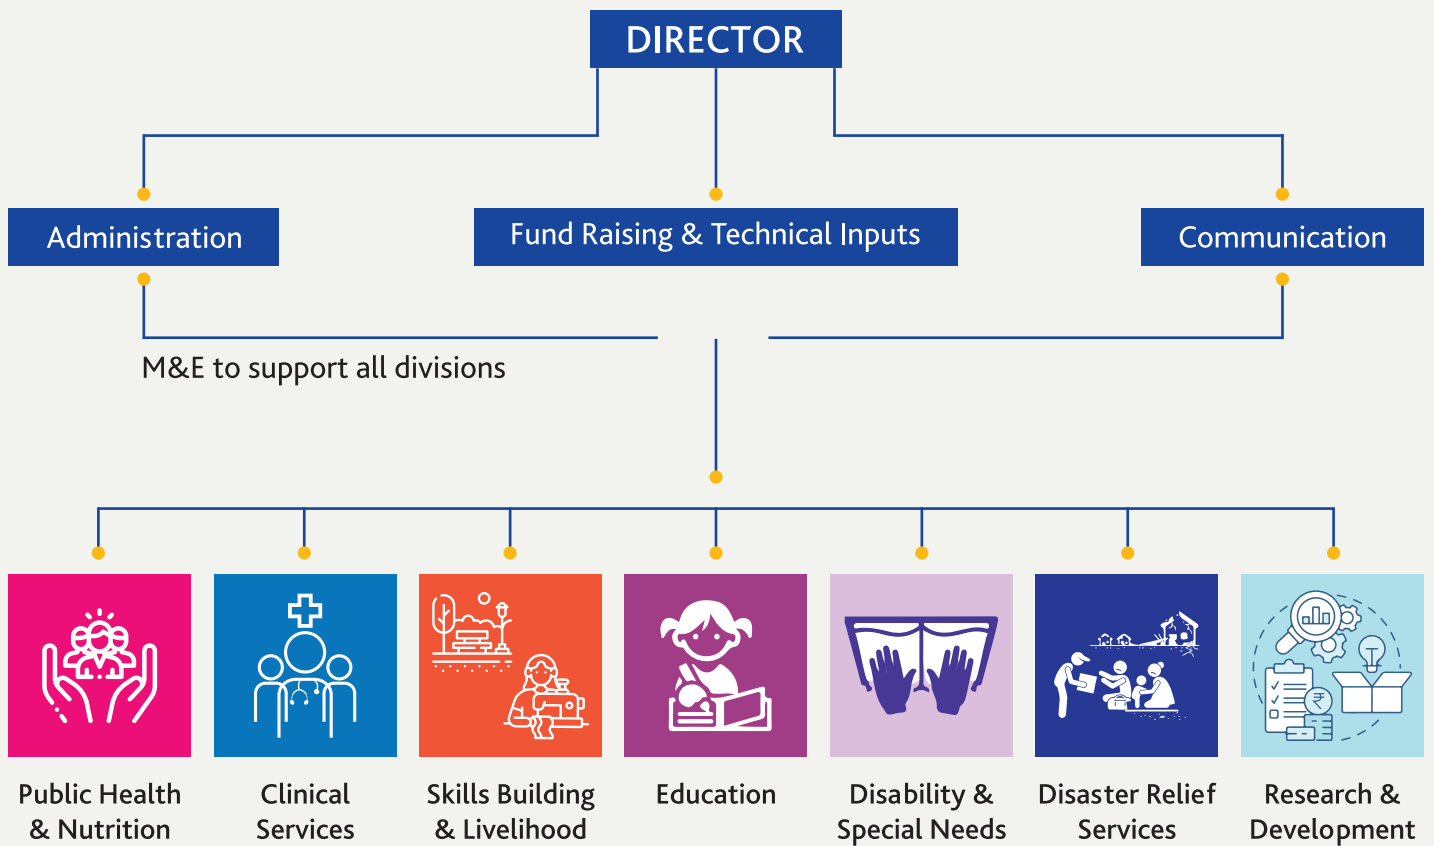 DIRECTOR
Administration
Fund Raising & Technical Inputs
Communication
M&E to support all divisions
₹
Public Health
& Nutrition
Clinical
Services
Skills Building
& Livelihood
Education
Disability &
Special Needs
Disaster Relief
Services
Research &
Development